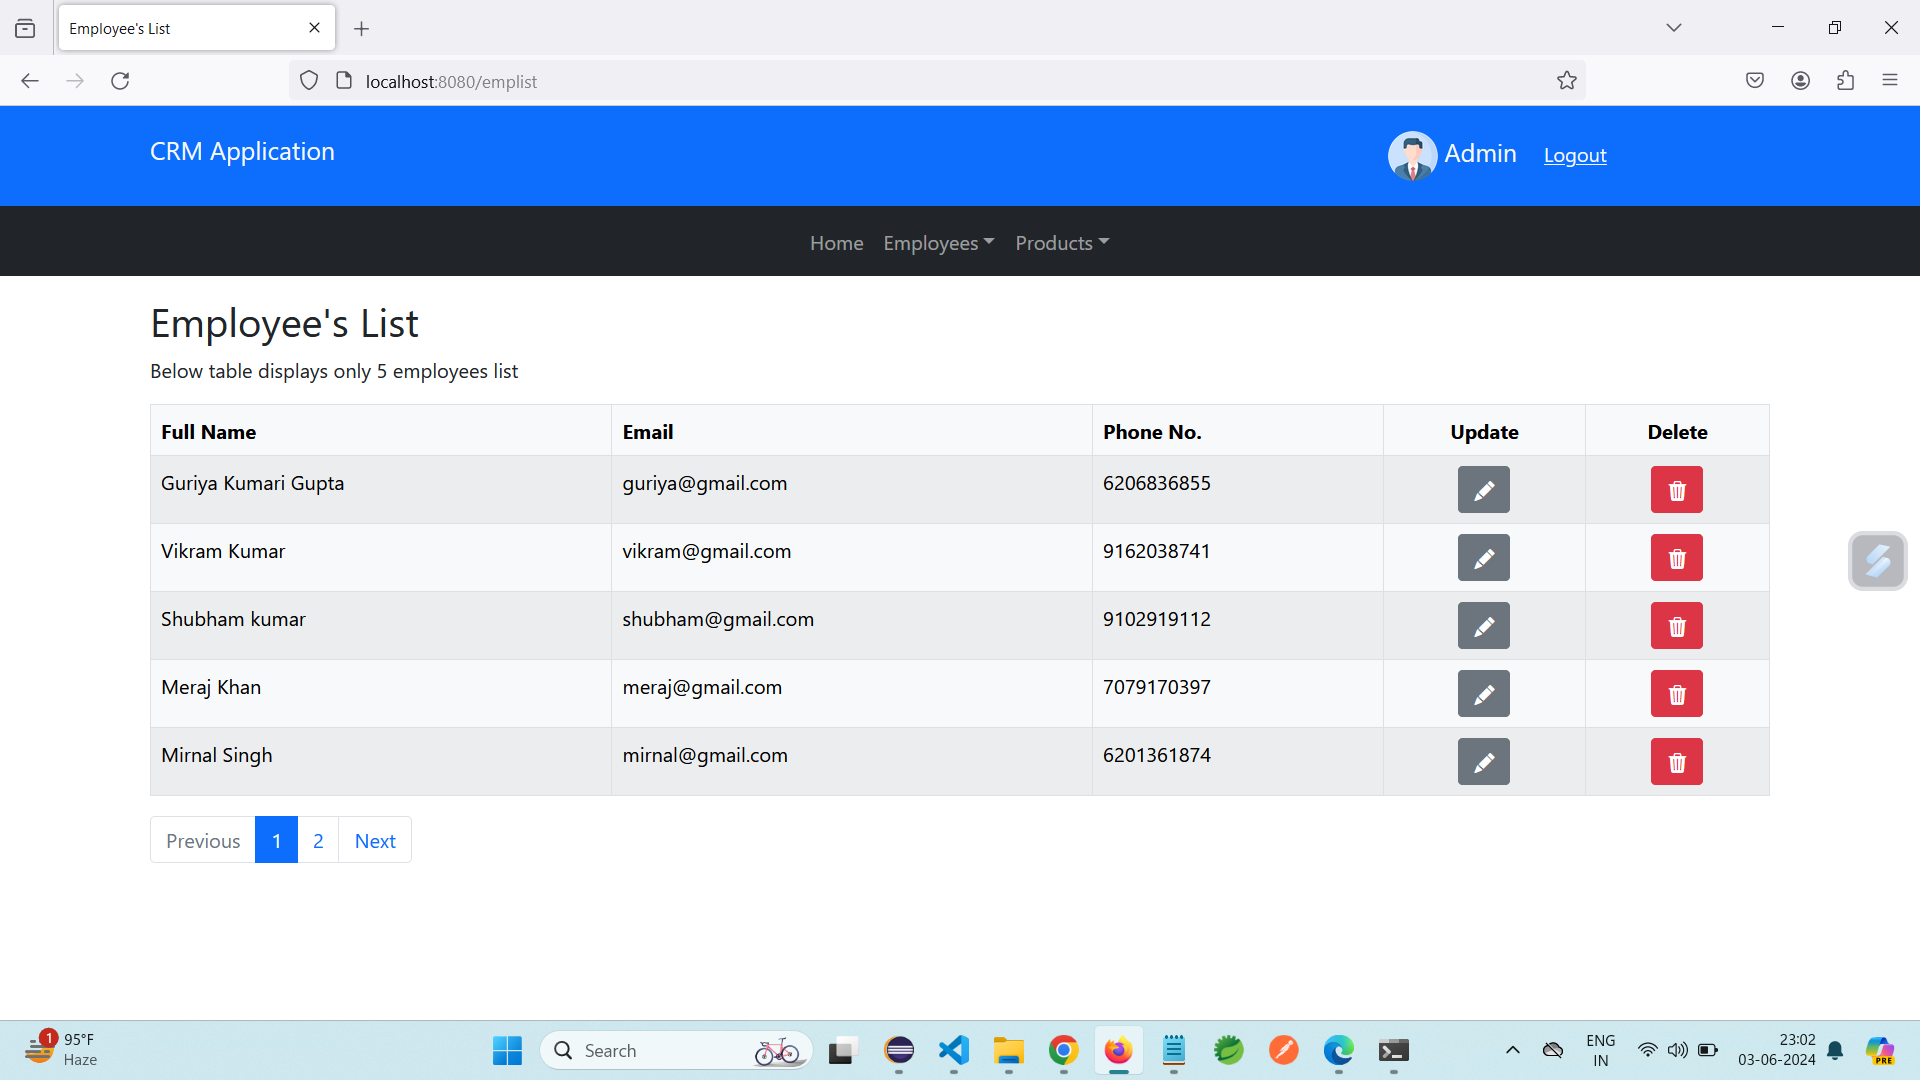 Employee's List
localhost:8080/emplist
CRM Application
Admin
Logout
Home Employees Products
Employee's List
Below table displays only 5 employees list
Full Name Email Phone No. Update Delete
Guriya Kumari Gupta guriya@gmail.com 6206836855
Vikram Kumar vikram@gmail.com 9162038741
Shubham kumar shubham@gmail.com 9102919112
Meraj Khan meraj@gmail.com 7079170397
Mirnal Singh mirnal@gmail.com 6201361874
Previous 1 2 Next
1
95°F
Haze
Search
ENG
IN
23:02
03-06-2024
PRE